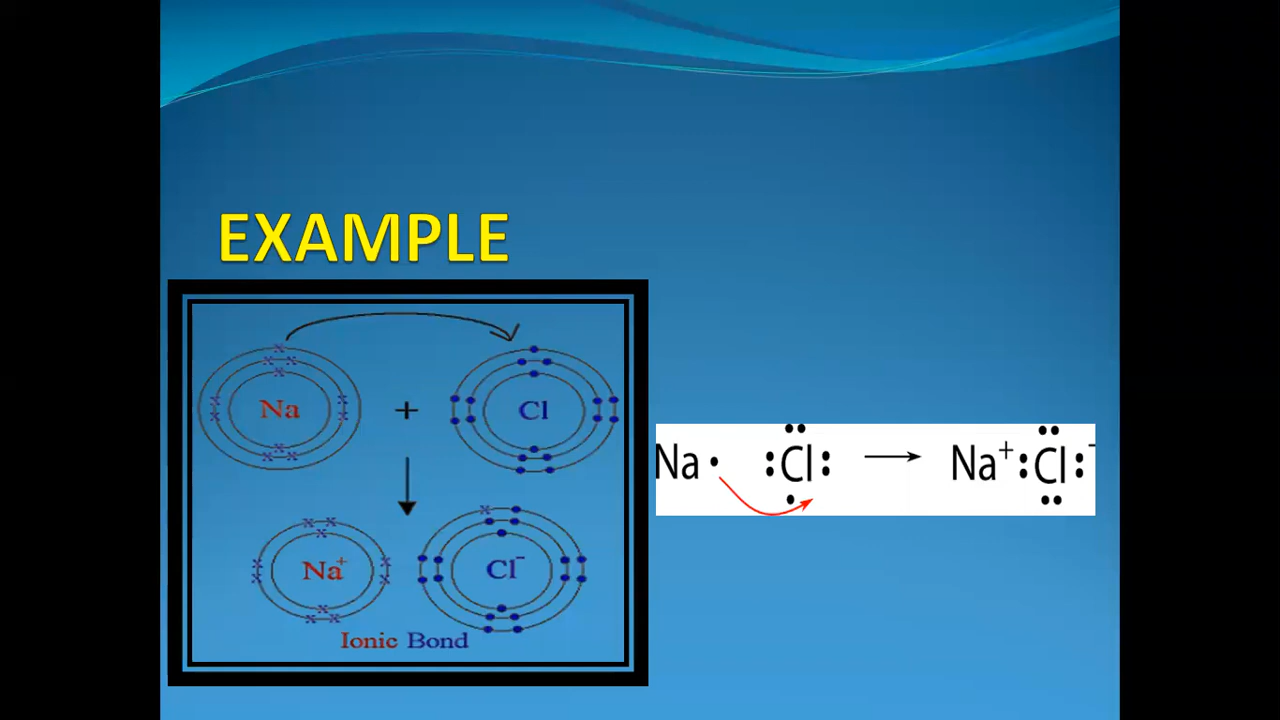 EXAMPLE
Na + Cl
Na⁺ Cl⁻
Ionic Bond
Na· :Cl: → Na⁺ :Cl:⁻